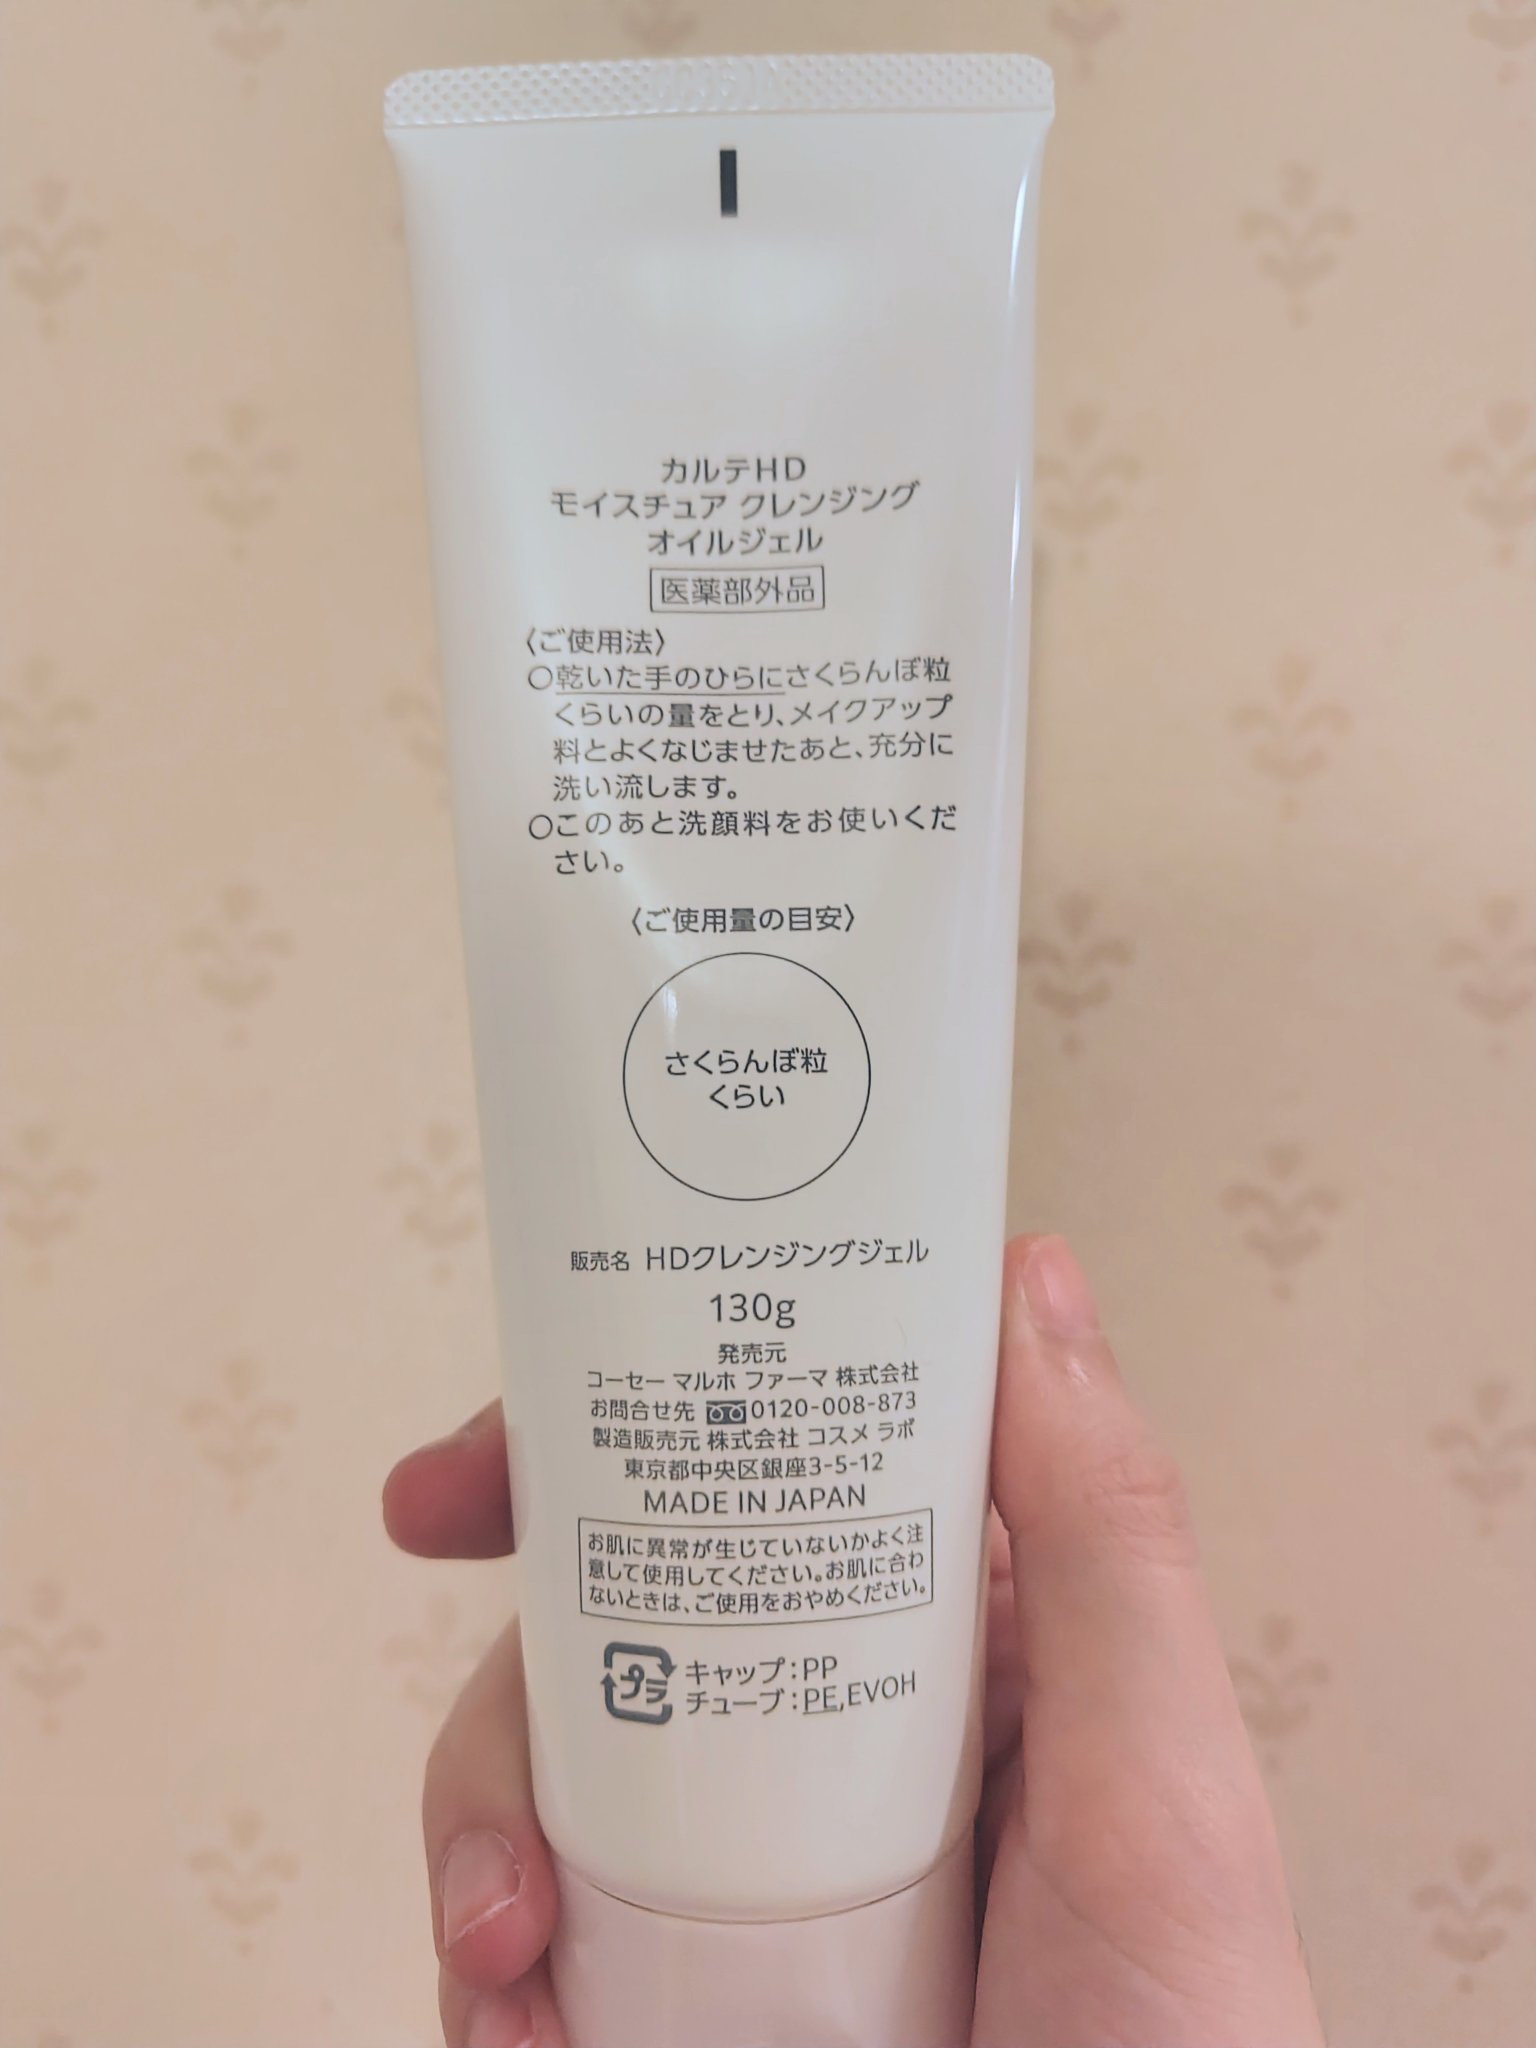 カルテHD
モイスチュア クレンジング
オイルジェル
医薬部外品
〈ご使用法〉
○乾いた手のひらにさくらんぼ粒
くらいの量をとり、メイクアップ
料とよくなじませたあと、充分に
洗い流します。
○このあと洗顔料をお使いくだ
さい。
〈ご使用量の目安〉
さくらんぼ粒
くらい
販売名 HDクレンジングジェル
130g
発売元
コーセー マルホ ファーマ 株式会社
お問合せ先 0120-008-873
製造販売元 株式会社 コスメ ラボ
東京都中央区銀座3-5-12
MADE IN JAPAN
お肌に異常が生じていないかよく注
意して使用してください。お肌に合わ
ないときは、ご使用をおやめください。
プラ キャップ:PP
チューブ:PE,EVOH